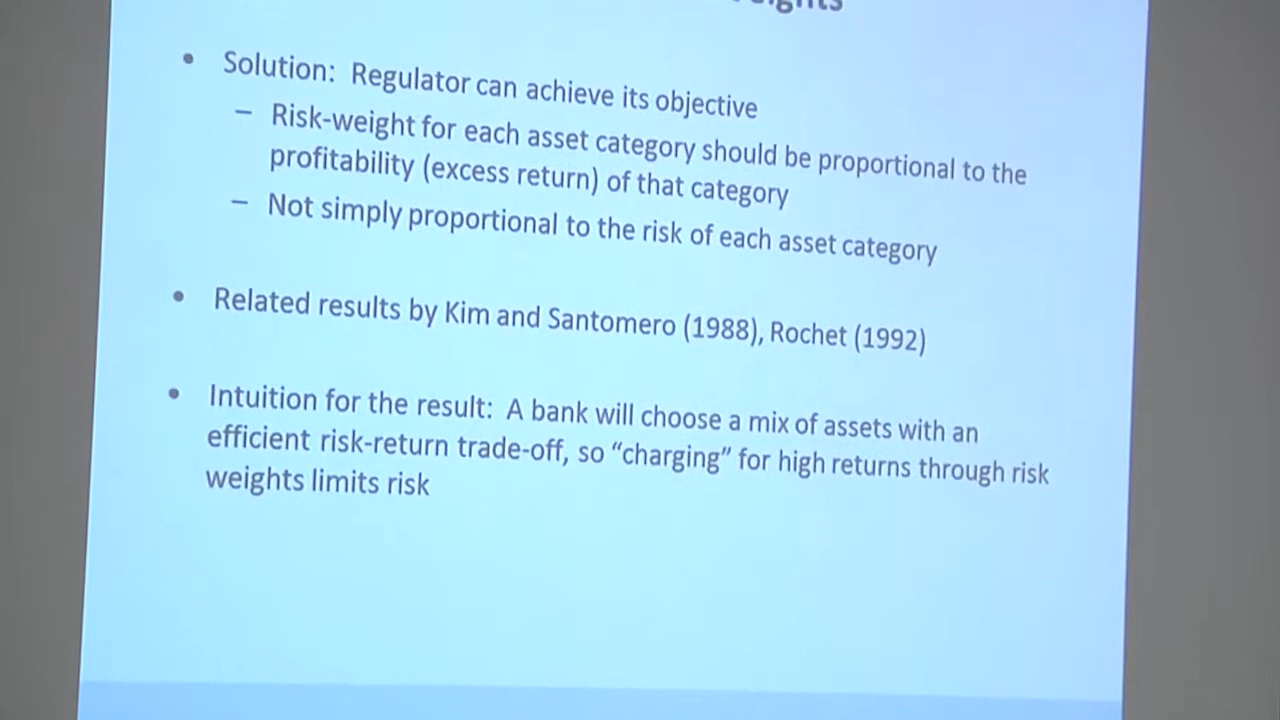 • Solution: Regulator can achieve its objective
– Risk-weight for each asset category should be proportional to the
profitability (excess return) of that category
– Not simply proportional to the risk of each asset category
• Related results by Kim and Santomero (1988), Rochet (1992)
• Intuition for the result: A bank will choose a mix of assets with an
efficient risk-return trade-off, so “charging” for high returns through risk
weights limits risk